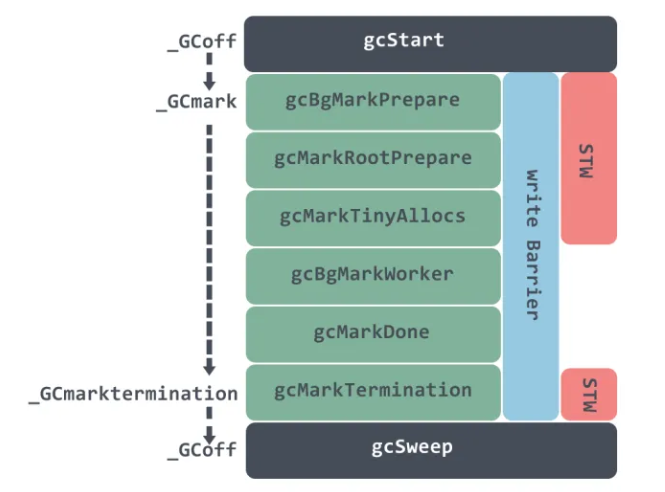 _GCoff
gcStart
_GCmark
gcBgMarkPrepare
gcMarkRootPrepare
gcMarkTinyAllocs
gcBgMarkWorker
gcMarkDone
_GCmarktermination
gcMarkTermination
_GCoff
gcSweep
write Barrier
STW
STW